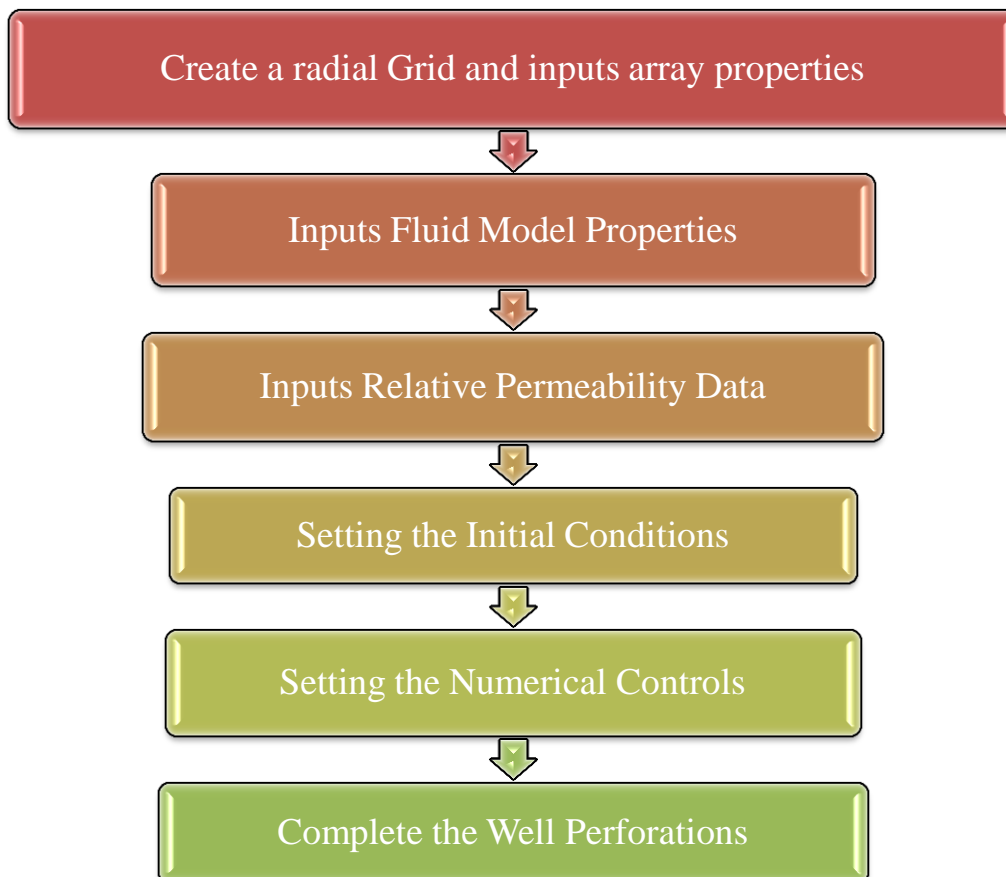 Create a radial Grid and inputs array properties
Inputs Fluid Model Properties
Inputs Relative Permeability Data
Setting the Initial Conditions
Setting the Numerical Controls
Complete the Well Perforations